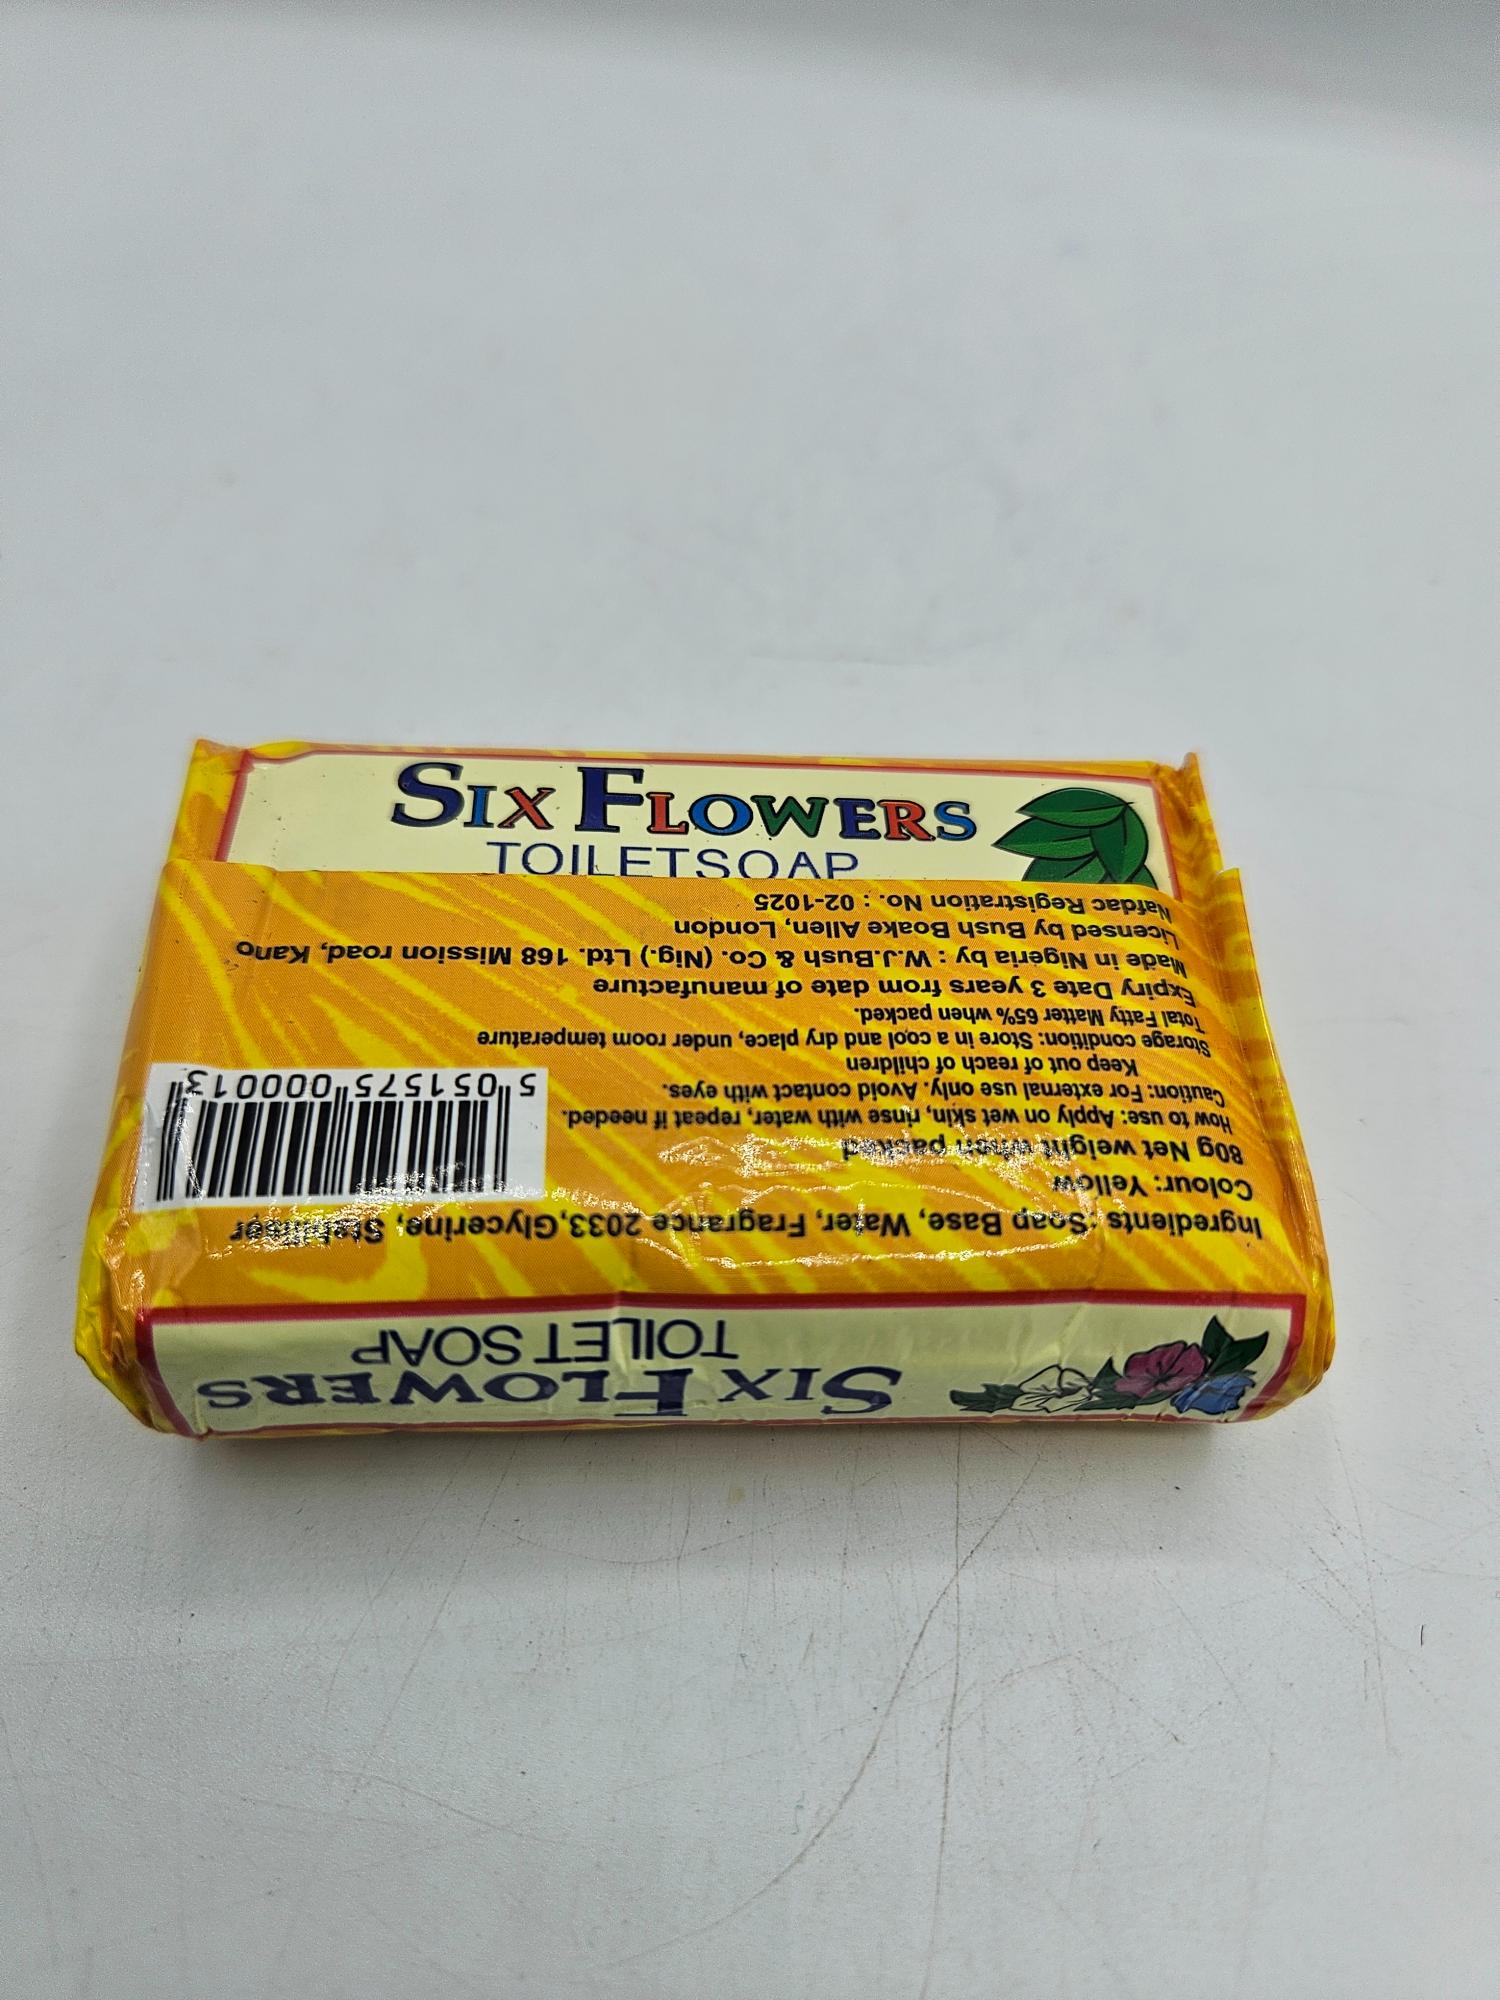 SIX FLOWERS
TOILET SOAP
SIX FLOWERS
TOILET SOAP
Ingredients: Soap Base, Water, Fragrance 2033,Glycerine, Stabiliser
Colour: Yellow
80g Net weight when packed
How to use: Apply on wet skin, rinse with water, repeat if needed.
Caution: For external use only. Avoid contact with eyes.
Keep out of reach of children
Storage condition: Store in a cool and dry place, under room temperature
Total Fatty Matter 65% when packed.
Expiry Date 3 years from date of manufacture
Made in Nigeria by : W.J.Bush & Co. (Nig.) Ltd. 168 Mission road, Kano
Licensed by Bush Boake Allen, London
Nafdac Registration No. : 02-1025
5 051575 000013